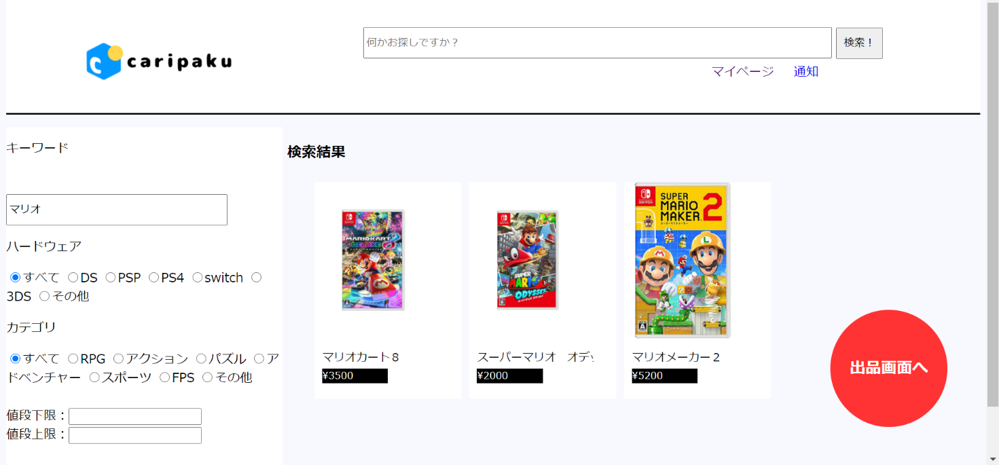 caripaku
何かお探しですか？
検索！
マイページ 通知
キーワード
マリオ
ハードウェア
すべて DS PSP PS4 switch
3DS その他
カテゴリ
すべて RPG アクション パズル ア
ドベンチャー スポーツ FPS その他
値段下限：
値段上限：
検索結果
MARIOKART 8
DELUXE
マリオカート８
¥3500
SUPER
MARIO
ODYSSEY
スーパーマリオ　オデッ
¥2000
SUPER
MARIO
MAKER 2
マリオメーカー２
¥5200
出品画面へ